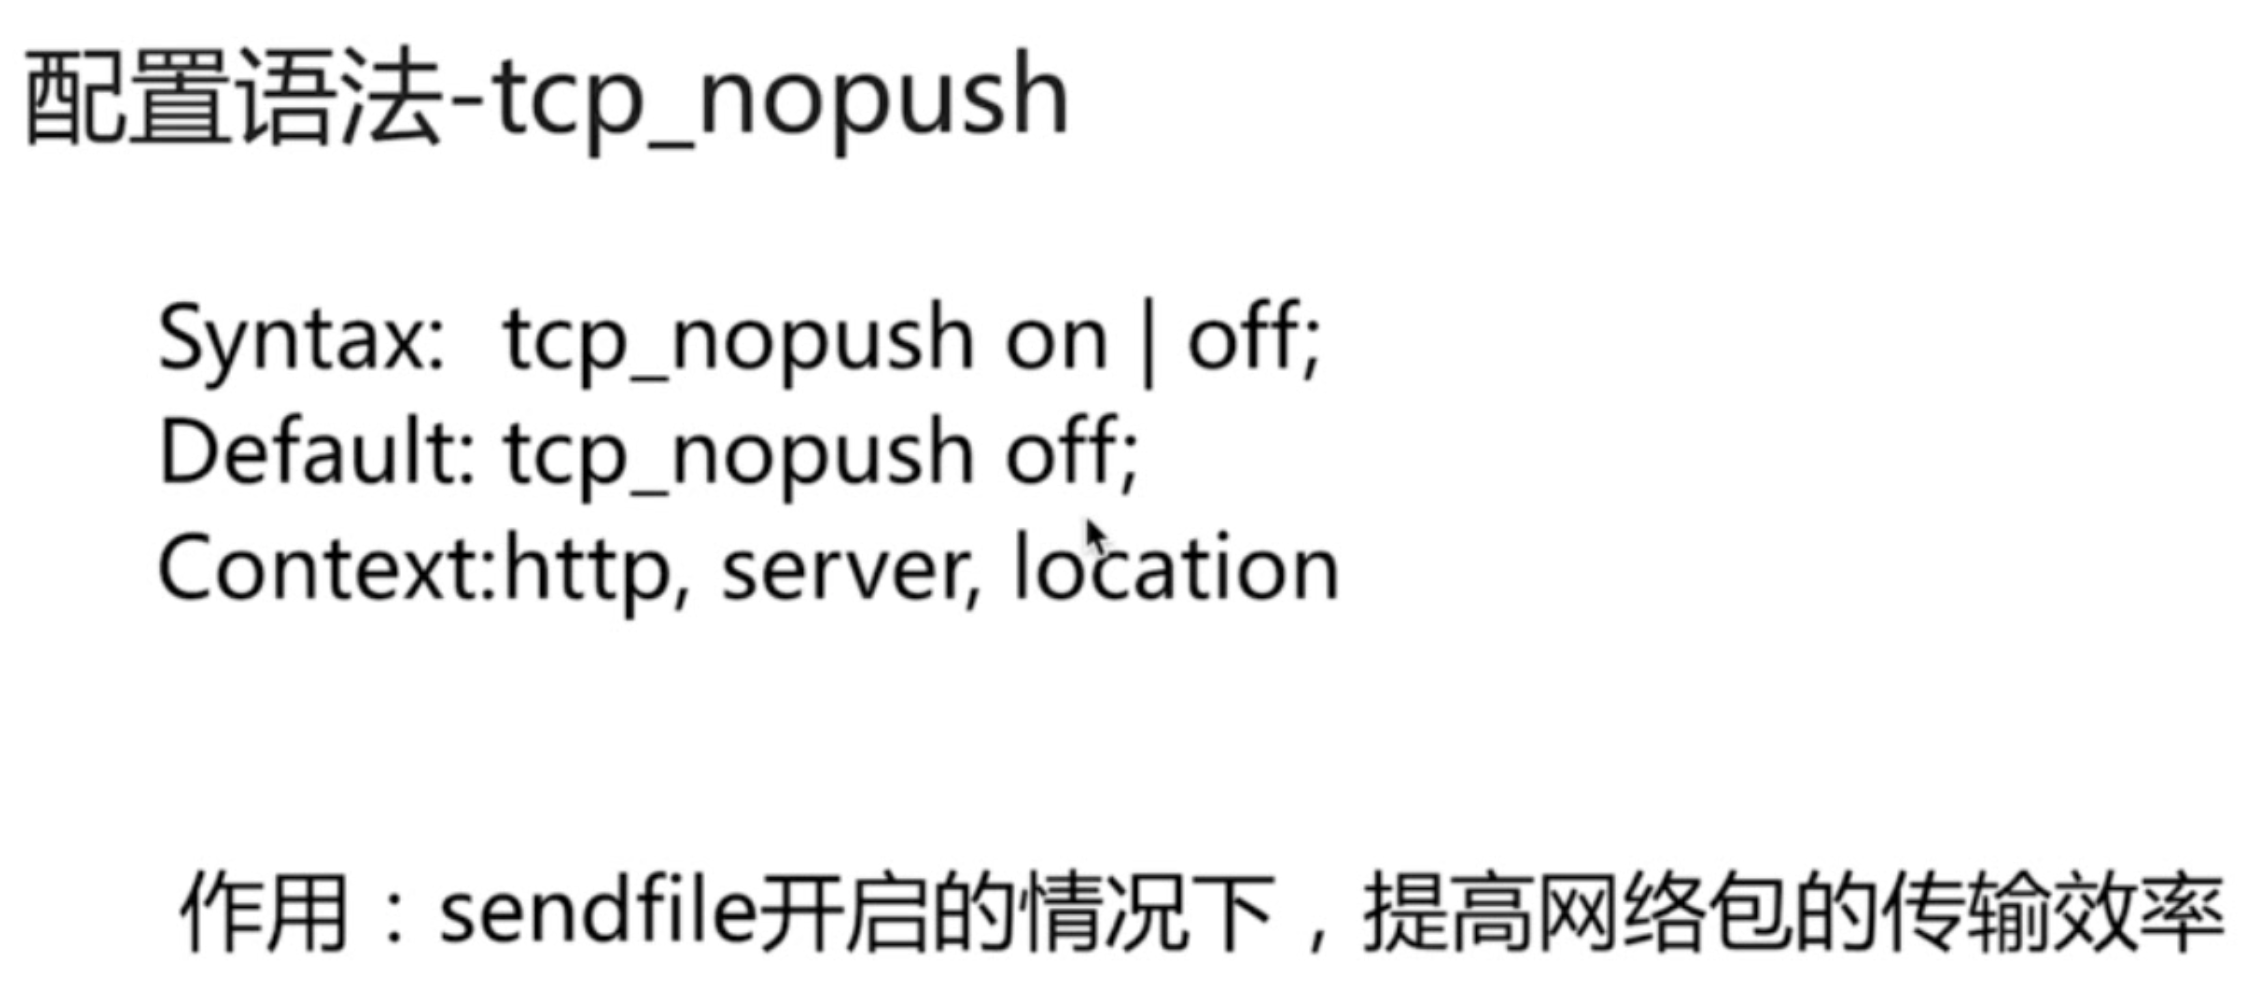 配置语法-tcp_nopush
Syntax: tcp_nopush on | off;
Default: tcp_nopush off;
Context:http, server, location
作用：sendfile开启的情况下，提高网络包的传输效率